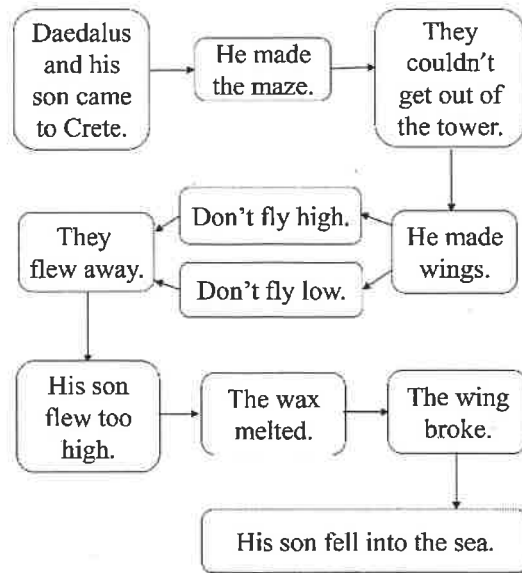 Daedalus
and his
son came
to Crete.
He made
the maze.
They
couldn't
get out of
the tower.
He made
wings.
Don't fly high.
Don't fly low.
They
flew away.
His son
flew too
high.
The wax
melted.
The wing
broke.
His son fell into the sea.